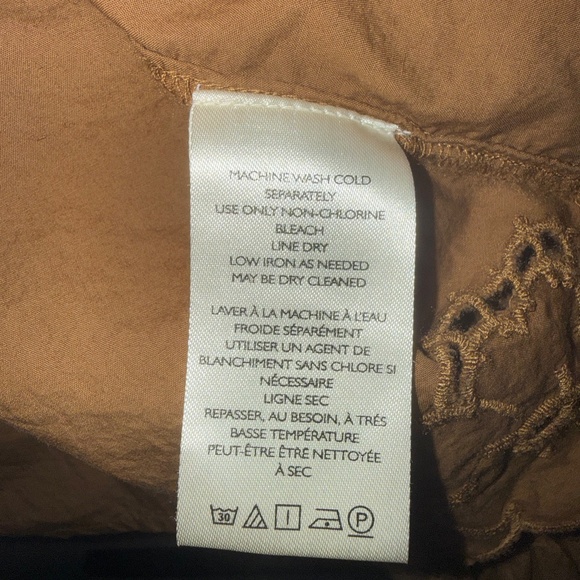 MACHINE WASH COLD
SEPARATELY
USE ONLY NON-CHLORINE
BLEACH
LINE DRY
LOW IRON AS NEEDED
MAY BE DRY CLEANED
LAVER À LA MACHINE À L'EAU
FROIDE SÉPARÉMENT
UTILISER UN AGENT DE
BLANCHIMENT SANS CHLORE SI
NÉCESSAIRE
LIGNE SEC
REPASSER, AU BESOIN, À TRÉS
BASSE TEMPÉRATURE
PEUT-ÊTRE ÊTRÉ NETTOYÉE
À SEC
30 P